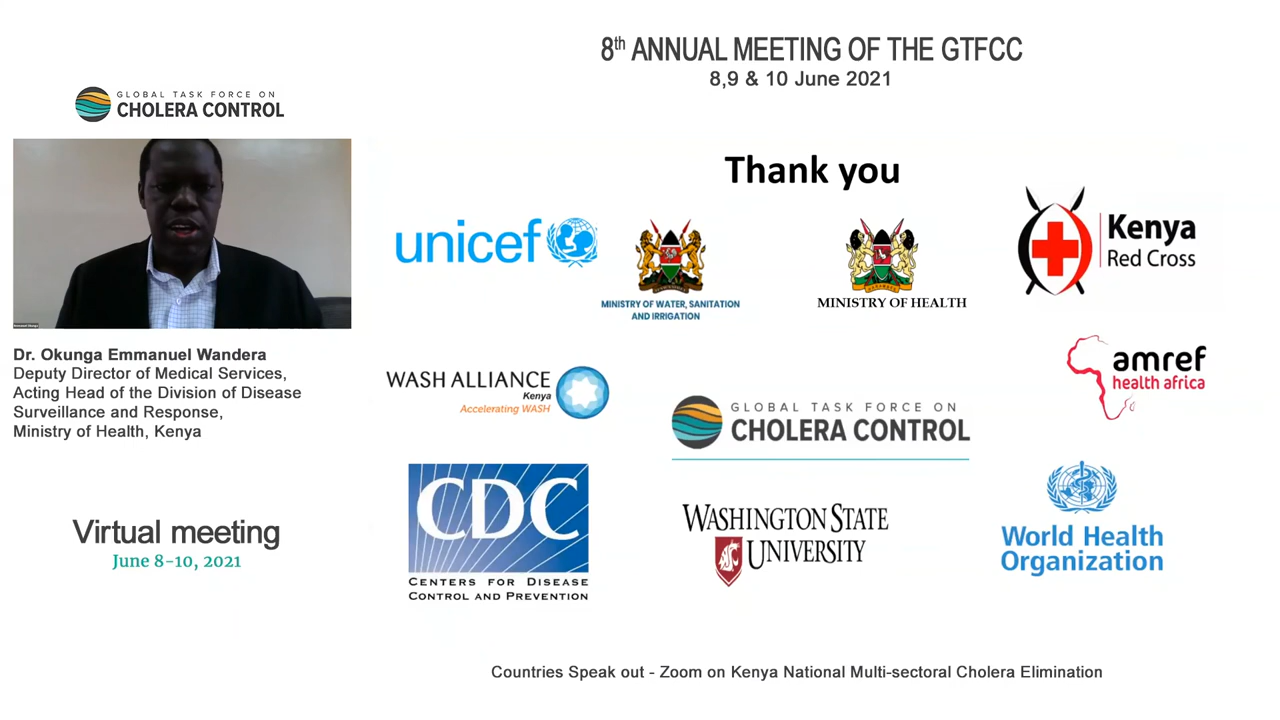 8th ANNUAL MEETING OF THE GTFCC
8,9 & 10 June 2021
GLOBAL TASK FORCE ON
CHOLERA CONTROL
Dr. Okunga Emmanuel Wandera
Deputy Director of Medical Services,
Acting Head of the Division of Disease
Surveillance and Response,
Ministry of Health, Kenya
Virtual meeting
June 8-10, 2021
Thank you
unicef
MINISTRY OF WATER, SANITATION
AND IRRIGATION
MINISTRY OF HEALTH
Kenya
Red Cross
WASH ALLIANCE
Kenya
Accelerating WASH
GLOBAL TASK FORCE ON
CHOLERA CONTROL
amref
health africa
CDC
CENTERS FOR DISEASE
CONTROL AND PREVENTION
WASHINGTON STATE
UNIVERSITY
World Health
Organization
Countries Speak out - Zoom on Kenya National Multi-sectoral Cholera Elimination